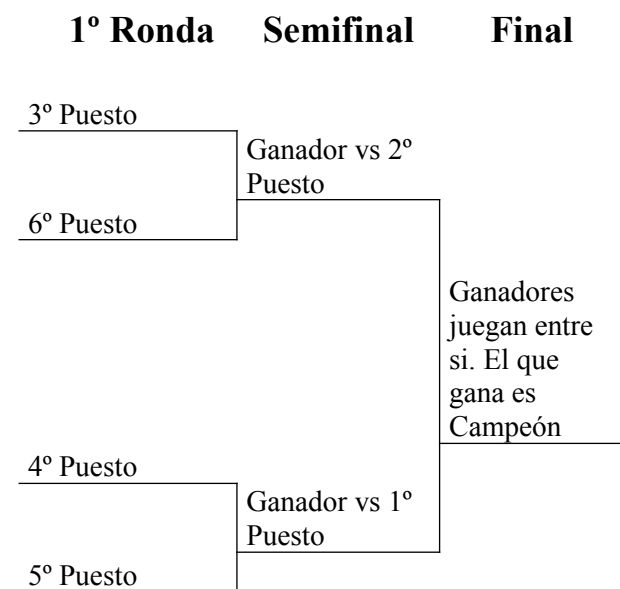 1º Ronda Semifinal Final
3º Puesto
Ganador vs 2º
Puesto
6º Puesto
Ganadores
juegan entre
si. El que
gana es
Campeón
4º Puesto
Ganador vs 1º
Puesto
5º Puesto